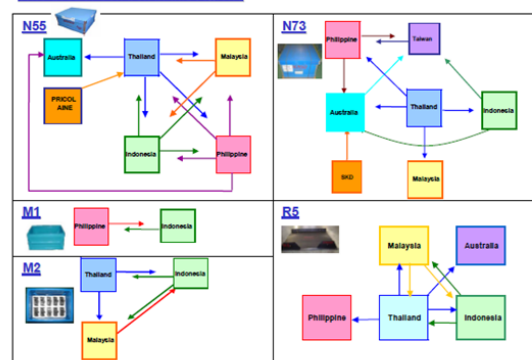 N55
Australia
Thailand
Malaysia
PRICOL
AINE
Indonesia
Philippine
N73
Philippine
Taiwan
Australia
Thailand
Indonesia
SKD
Malaysia
M1
Philippine
Indonesia
M2
Thailand
Indonesia
Malaysia
R5
Malaysia
Australia
Philippine
Thailand
Indonesia